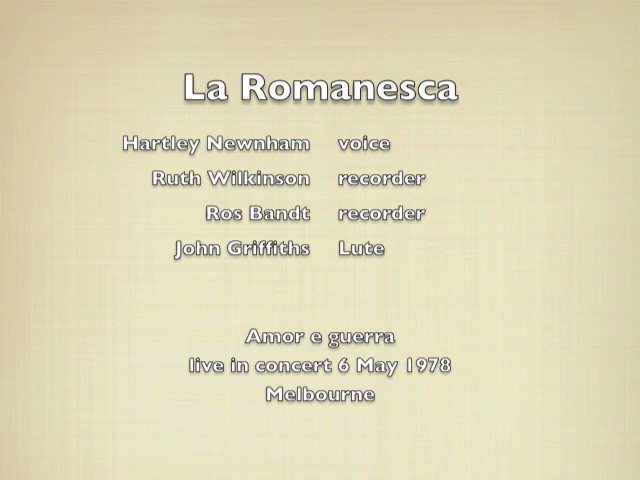 La Romanesca
Hartley Newnham voice
Ruth Wilkinson recorder
Ros Bandt recorder
John Griffiths Lute
Amor e guerra
live in concert 6 May 1978
Melbourne